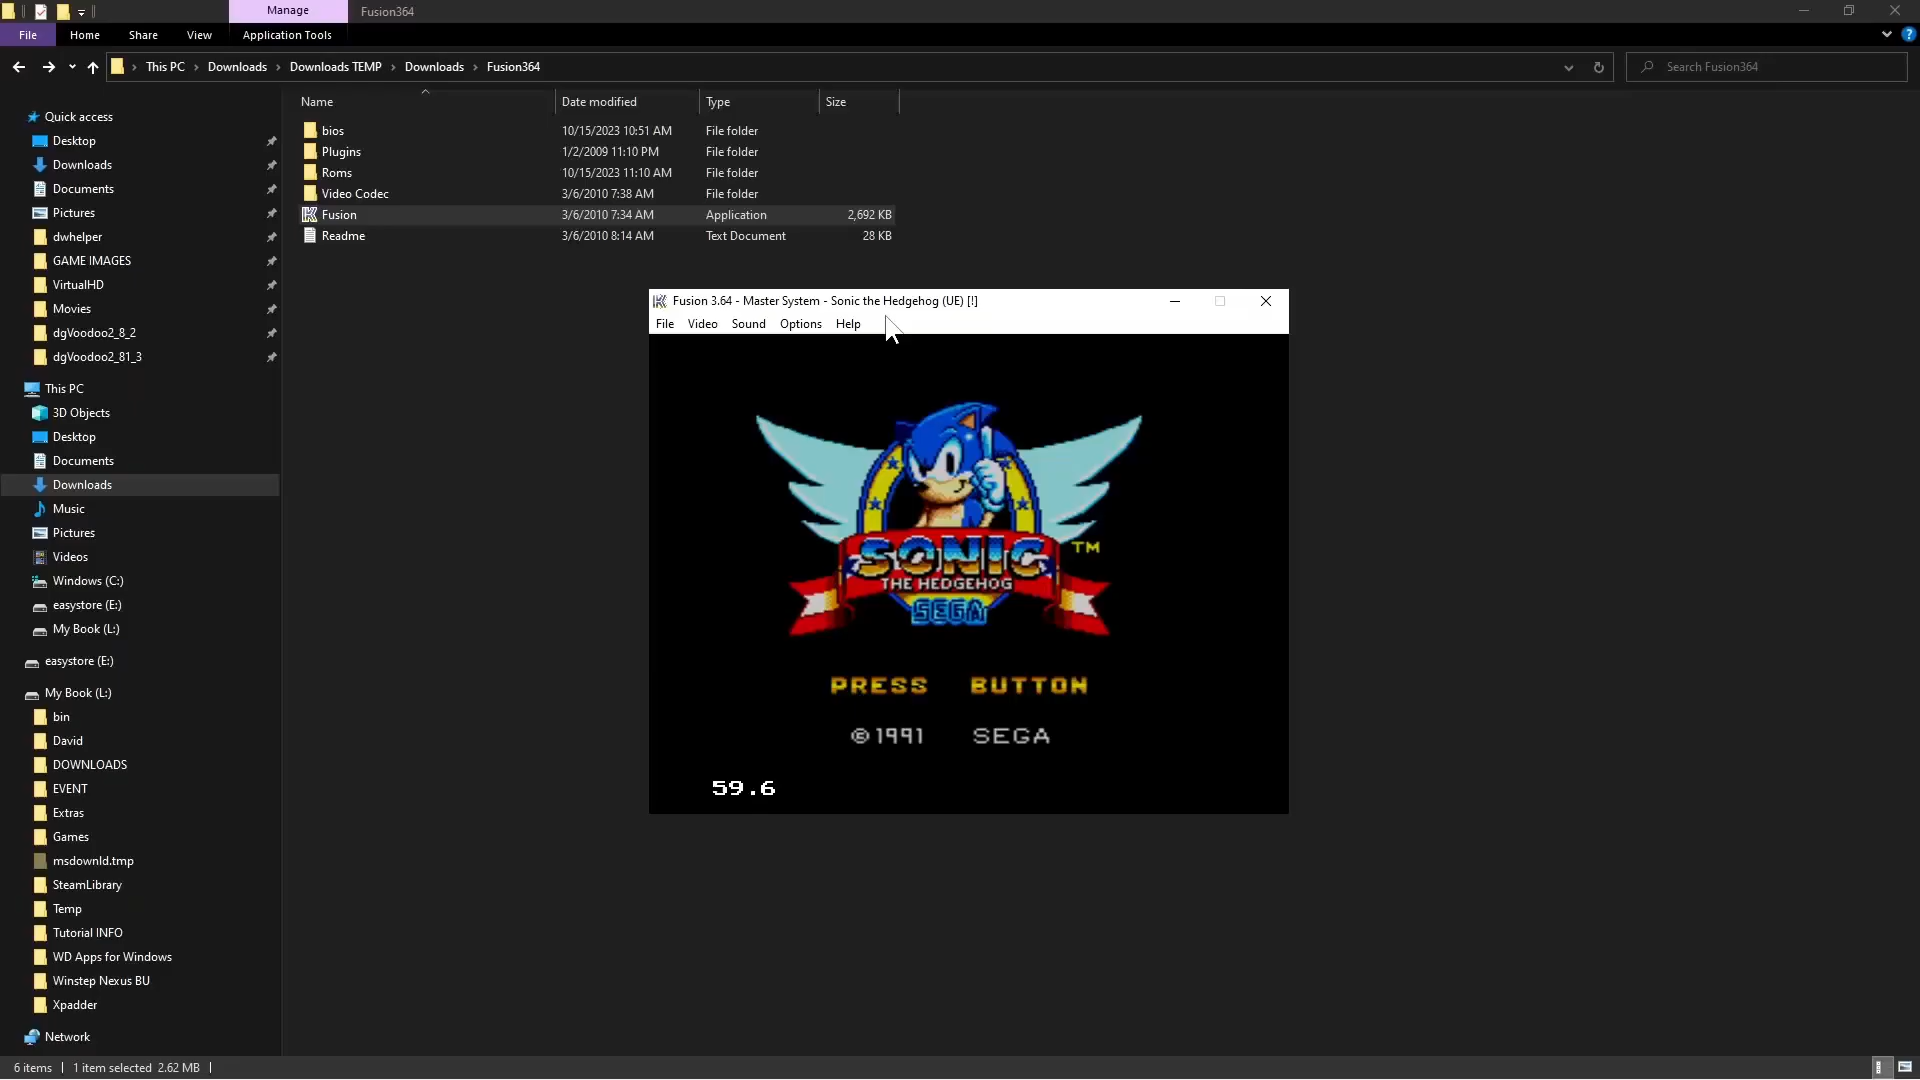 Manage
Fusion364
File
Home
Share
View
Application Tools
This PC
Downloads
Downloads TEMP
Downloads
Fusion364
Search Fusion364
Name
Date modified
Type
Size
bios
10/15/2023 10:51 AM
File folder
Plugins
1/2/2009 11:10 PM
File folder
Roms
10/15/2023 11:10 AM
File folder
Video Codec
3/6/2010 7:38 AM
File folder
Fusion
3/6/2010 7:34 AM
Application
2,692 KB
Readme
3/6/2010 8:14 AM
Text Document
28 KB
Quick access
Desktop
Downloads
Documents
Pictures
dwhelper
GAME IMAGES
VirtualHD
Movies
dgVoodoo2_8_2
dgVoodoo2_81_3
This PC
3D Objects
Desktop
Documents
Downloads
Music
Pictures
Videos
Windows (C:)
easystore (E:)
My Book (L:)
easystore (E:)
My Book (L:)
bin
David
DOWNLOADS
EVENT
Extras
Games
msdownld.tmp
SteamLibrary
Temp
Tutorial INFO
WD Apps for Windows
Winstep Nexus BU
Xpadder
Network
Fusion 3.64 - Master System - Sonic the Hedgehog (UE) [!]
File
Video
Sound
Options
Help
SONIC TM
THE HEDGEHOG
SEGA
PRESS BUTTON
©1991 SEGA
59.6
6 items
1 item selected 2.62 MB